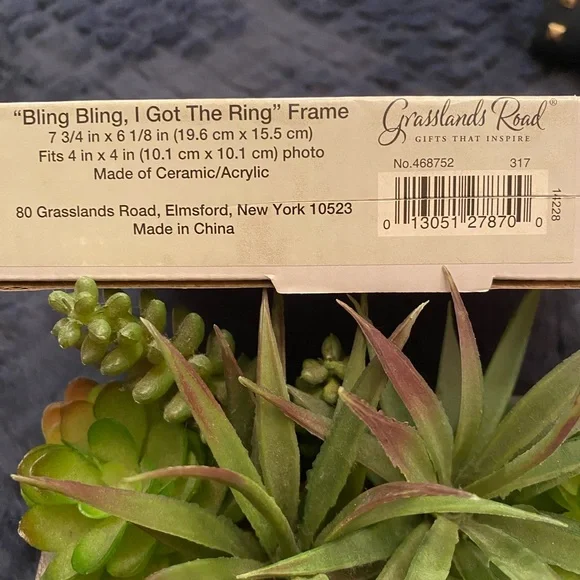 "Bling Bling, I Got The Ring" Frame
7 3/4 in x 6 1/8 in (19.6 cm x 15.5 cm)
Fits 4 in x 4 in (10.1 cm x 10.1 cm) photo
Made of Ceramic/Acrylic
80 Grasslands Road, Elmsford, New York 10523
Made in China
Grasslands Road®
GIFTS THAT INSPIRE
No.468752 317
0 13051 27870 0
14228